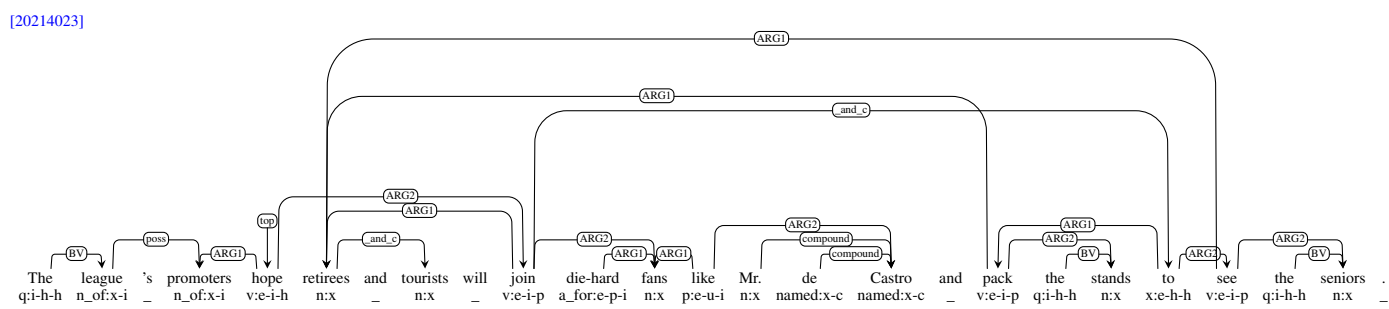 [20214023]
ARG1
ARG1
_and_c
ARG2
ARG1
top
ARG2
ARG1
BV poss ARG1 _and_c ARG2 ARG1 ARG1 compound compound ARG2 BV ARG2 ARG2 BV
The league 's promoters hope retirees and tourists will join die-hard fans like Mr. de Castro and pack the stands to see the seniors .
q:i-h-h n_of:x-i _ n_of:x-i v:e-i-h n:x _ n:x _ v:e-i-p a_for:e-p-i n:x p:e-u-i n:x named:x-c named:x-c _ v:e-i-p q:i-h-h n:x x:e-h-h v:e-i-p q:i-h-h n:x _